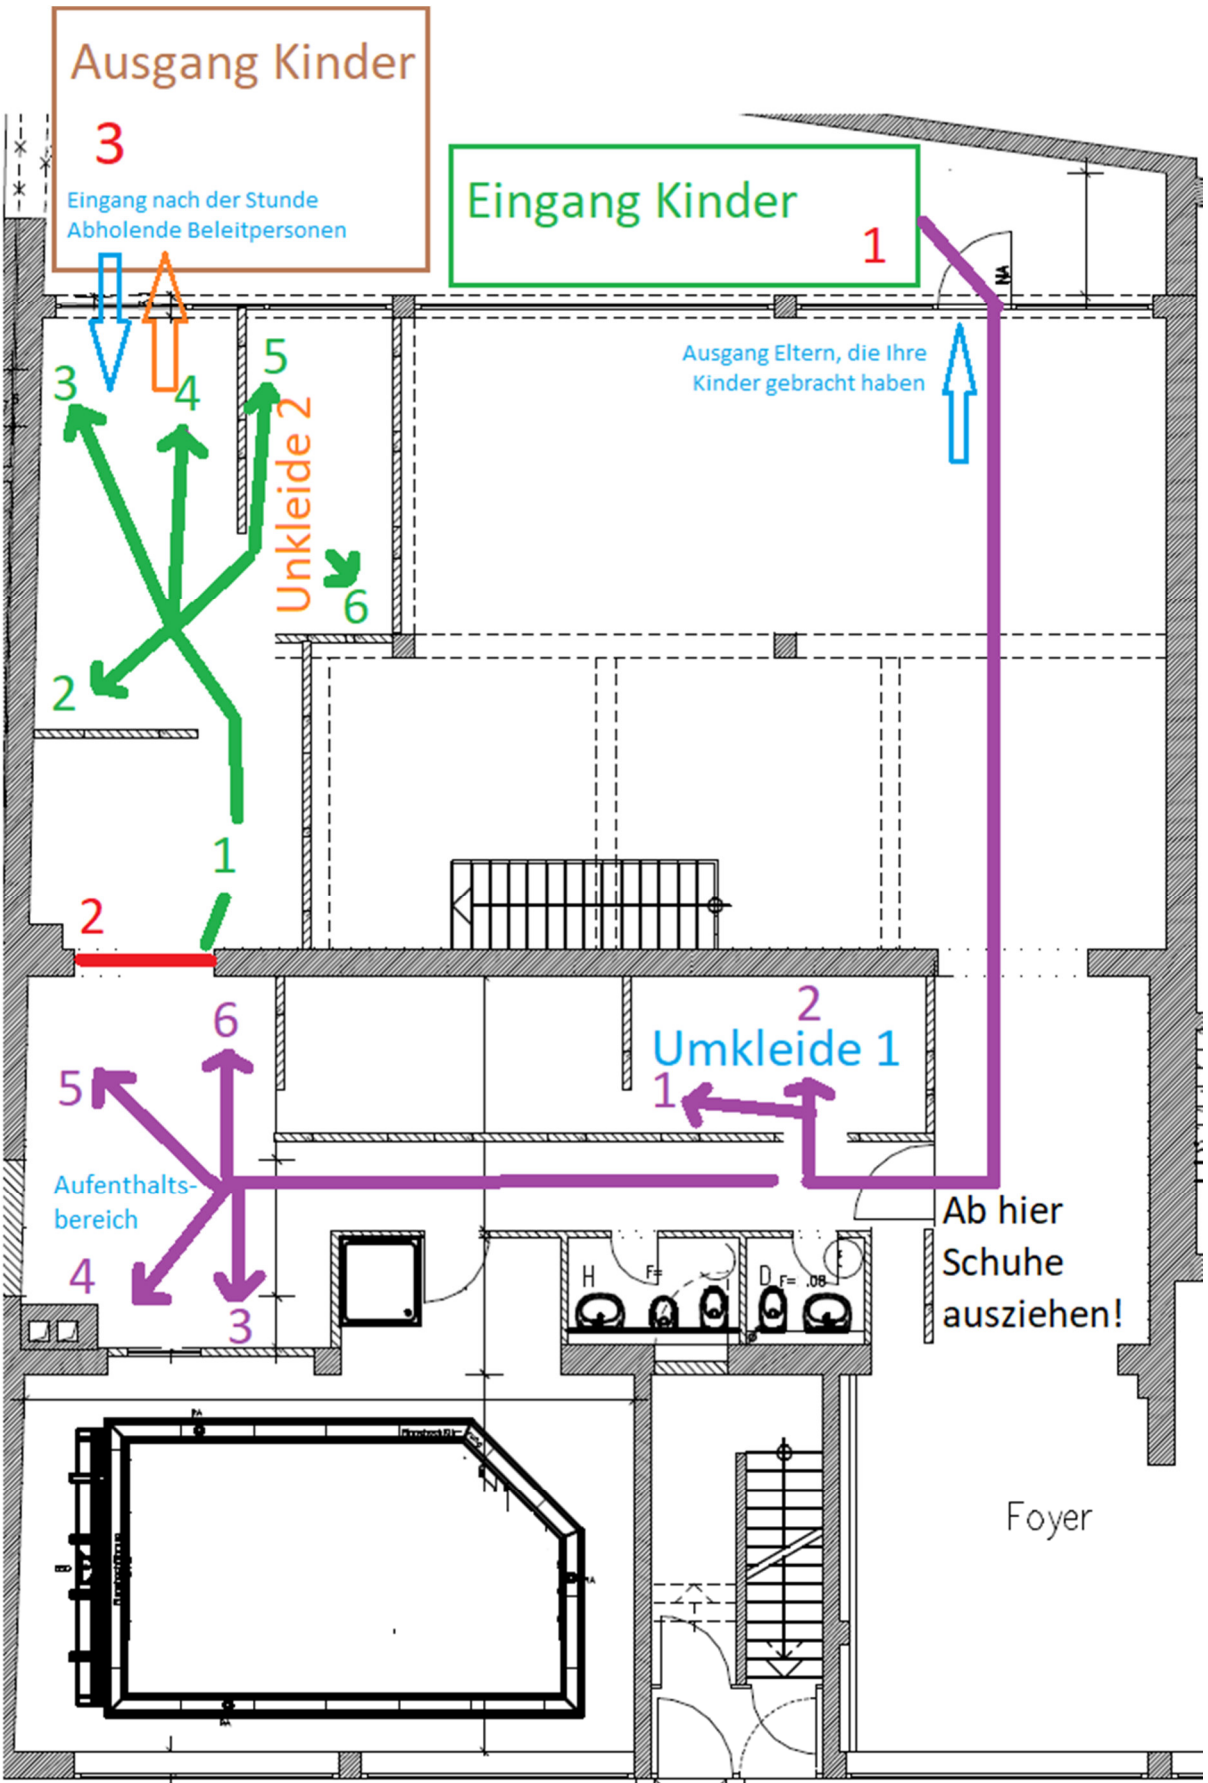 Ausgang Kinder
3
Eingang nach der Stunde
Abholende Beleitpersonen
Eingang Kinder
1
Ausgang Eltern, die Ihre
Kinder gebracht haben
3
4
5
Unkleide 2
6
2
1
2
6
5
2
Umkleide 1
1
Aufenthalts-
bereich
4
3
Ab hier
Schuhe
ausziehen!
H
F=
D
F= .08
Foyer